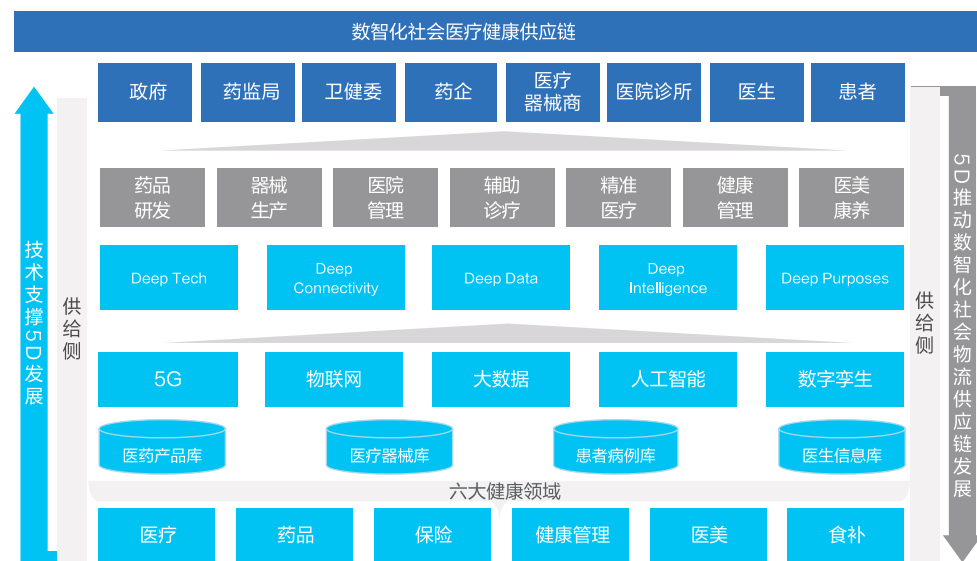 数智化社会医疗健康供应链
政府
药监局
卫健委
药企
医疗
器械商
医院诊所
医生
患者
药品
研发
器械
生产
医院
管理
辅助
诊疗
精准
医疗
健康
管理
医美
康养
Deep Tech
Deep
Connectivity
Deep Data
Deep
Intelligence
Deep Purposes
5G
物联网
大数据
人工智能
数字孪生
医药产品库
医疗器械库
患者病例库
医生信息库
六大健康领域
医疗
药品
保险
健康管理
医美
食补
技术支撑5D发展
供给侧
供给侧
5D推动数智化社会物流供应链发展